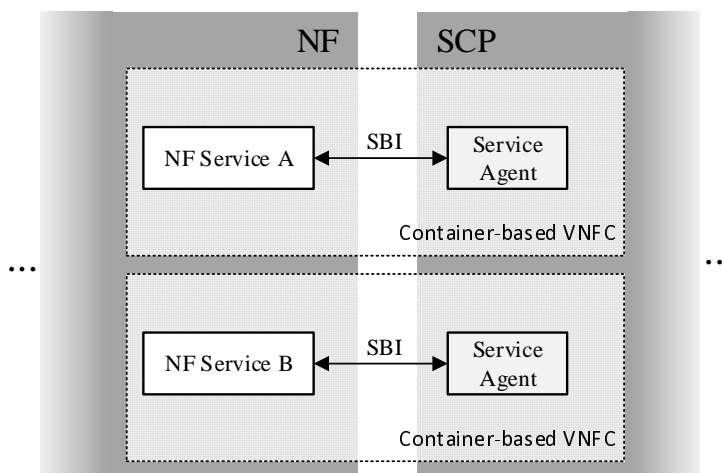 NF
SCP
NF Service A
SBI
Service
Agent
Container-based VNFC
...
..
NF Service B
SBI
Service
Agent
Container-based VNFC